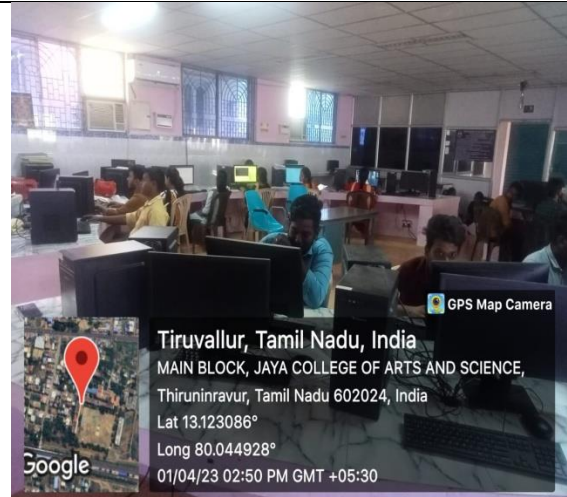 GPS Map Camera
Tiruvallur, Tamil Nadu, India
MAIN BLOCK, JAYA COLLEGE OF ARTS AND SCIENCE,
Thiruninravur, Tamil Nadu 602024, India
Lat 13.123086°
Long 80.044928°
01/04/23 02:50 PM GMT +05:30
Google